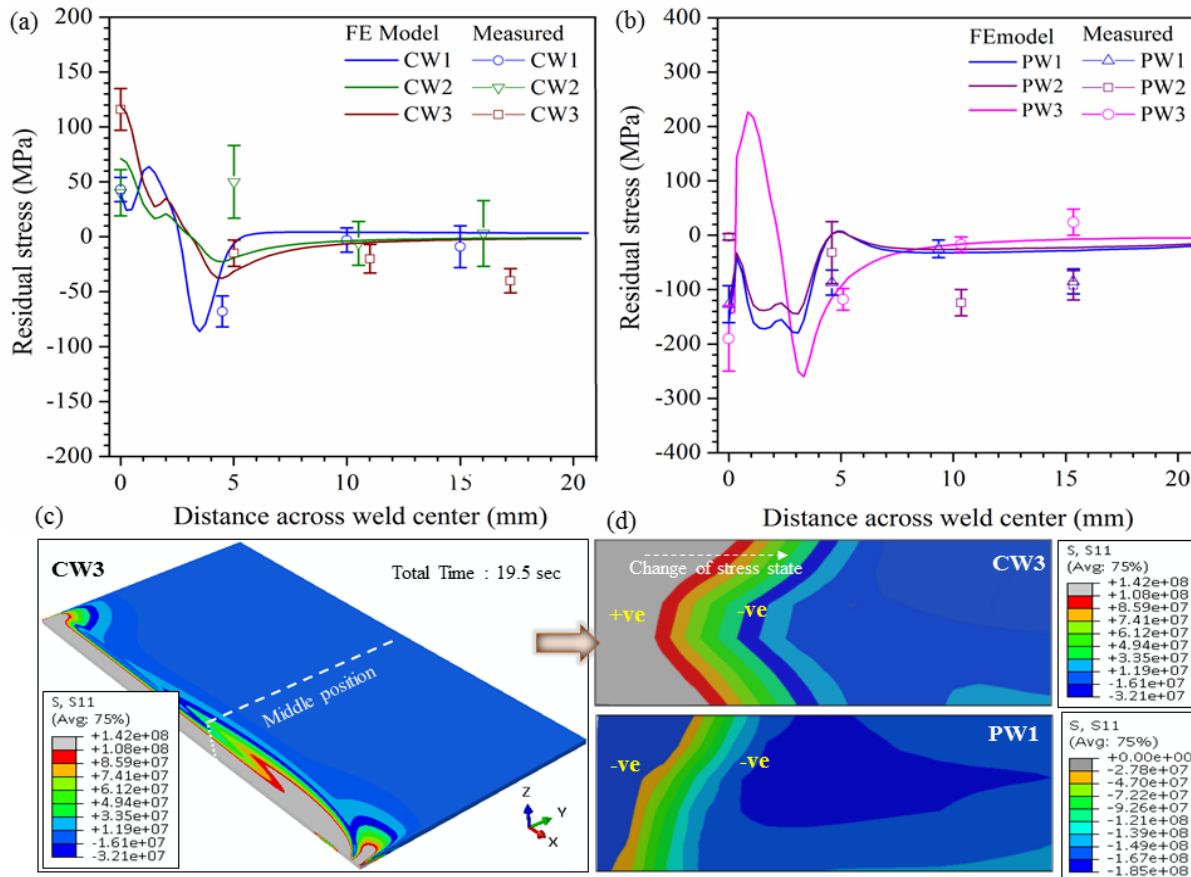 (a)
200
150
100
50
0
-50
-100
-150
-200
Residual stress (MPa)
FE Model Measured
CW1 CW1
CW2 CW2
CW3 CW3
0 5 10 15 20
Distance across weld center (mm)
(b)
400
300
200
100
0
-100
-200
-300
-400
Residual stress (MPa)
FEmodel Measured
PW1 PW1
PW2 PW2
PW3 PW3
0 5 10 15 20
Distance across weld center (mm)
(c)
CW3
Total Time : 19.5 sec
Middle position
S, S11
(Avg: 75%)
+1.42e+08
+1.08e+08
+8.59e+07
+7.41e+07
+6.12e+07
+4.94e+07
+3.35e+07
+1.19e+07
-1.61e+07
-3.21e+07
Z
Y
X
(d)
CW3
Change of stress state
+ve
-ve
S, S11
(Avg: 75%)
+1.42e+08
+1.08e+08
+8.59e+07
+7.41e+07
+6.12e+07
+4.94e+07
+3.35e+07
+1.19e+07
-1.61e+07
-3.21e+07
PW1
-ve
-ve
S, S11
(Avg: 75%)
+0.00e+00
-2.78e+07
-4.70e+07
-7.22e+07
-9.26e+07
-1.21e+08
-1.39e+08
-1.49e+08
-1.67e+08
-1.85e+08